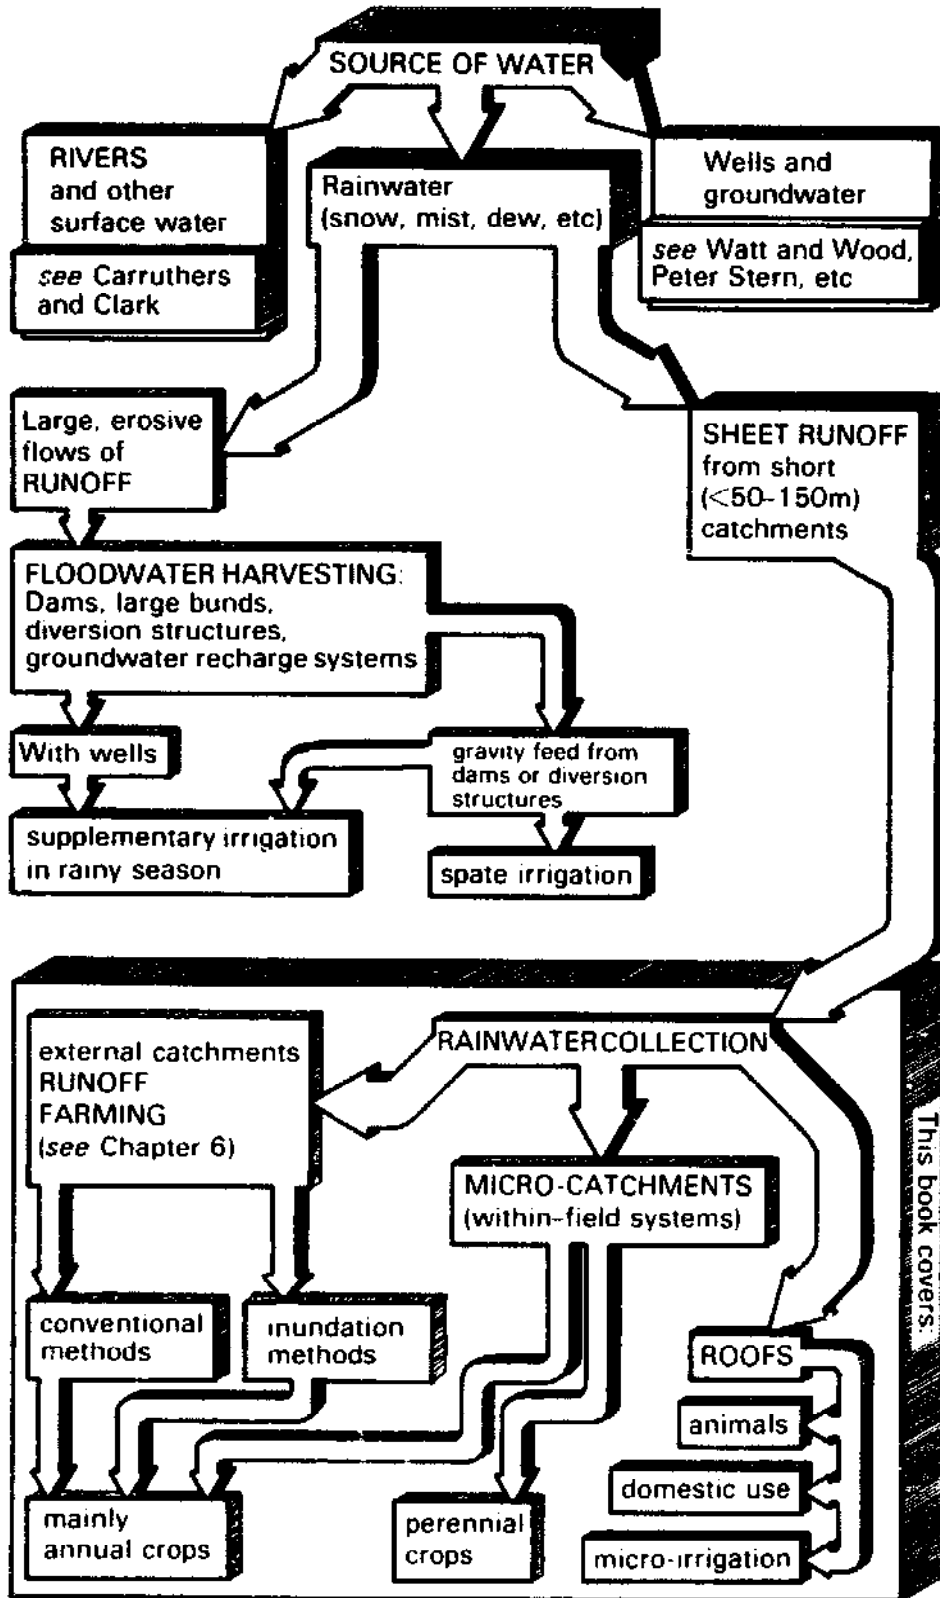 SOURCE OF WATER
RIVERS
and other
surface water
see Carruthers
and Clark
Rainwater
(snow, mist, dew, etc)
Wells and
groundwater
see Watt and Wood,
Peter Stern, etc
Large, erosive
flows of
RUNOFF
SHEET RUNOFF
from short
(<50-150m)
catchments
FLOODWATER HARVESTING:
Dams, large bunds,
diversion structures,
groundwater recharge systems
With wells
gravity feed from
dams or diversion
structures
supplementary irrigation
in rainy season
spate irrigation
This book covers:
RAINWATER COLLECTION
external catchments
RUNOFF
FARMING
(see Chapter 6)
MICRO-CATCHMENTS
(within-field systems)
conventional
methods
inundation
methods
ROOFS
animals
domestic use
micro-irrigation
mainly
annual crops
perennial
crops